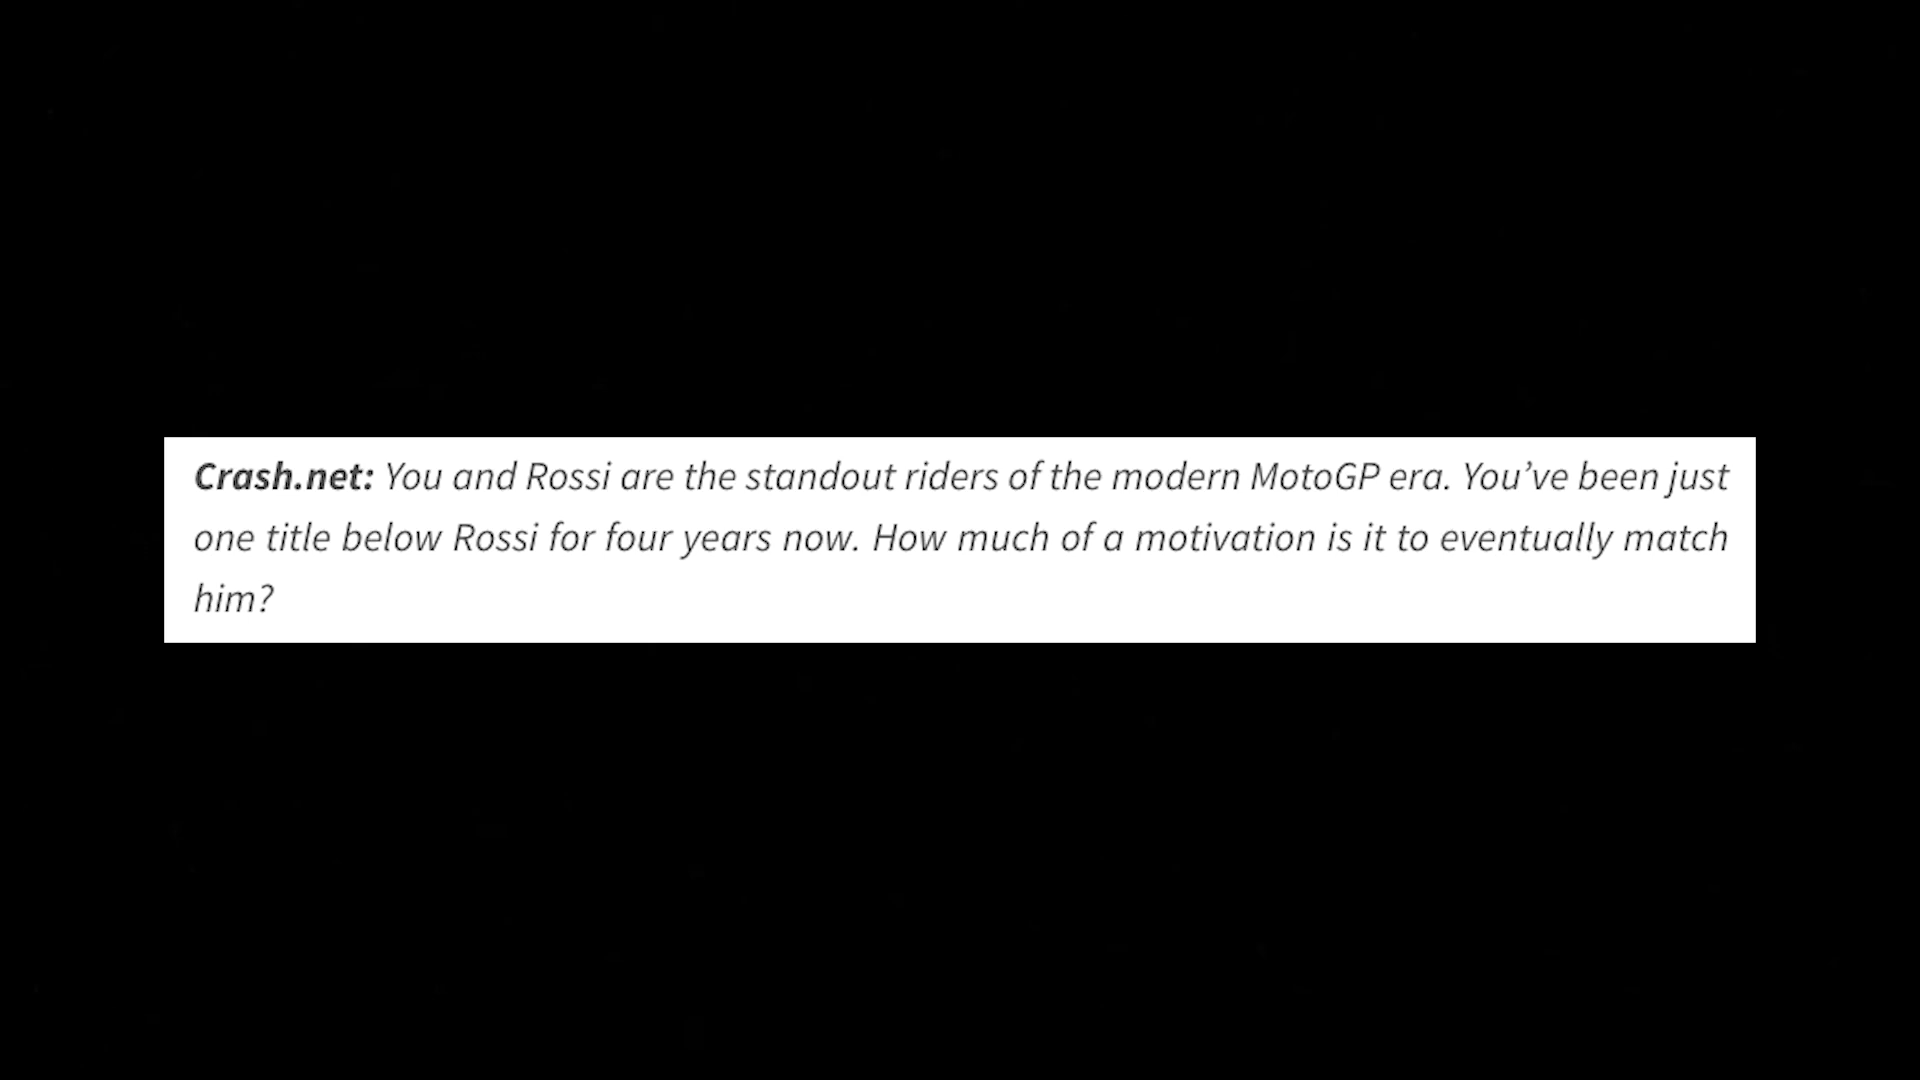 Crash.net: You and Rossi are the standout riders of the modern MotoGP era. You’ve been just
one title below Rossi for four years now. How much of a motivation is it to eventually match
him?